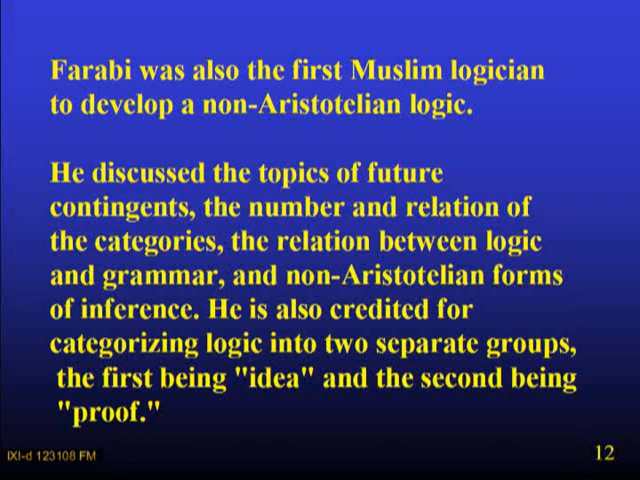 Farabi was also the first Muslim logician
to develop a non-Aristotelian logic.
He discussed the topics of future
contingents, the number and relation of
the categories, the relation between logic
and grammar, and non-Aristotelian forms
of inference. He is also credited for
categorizing logic into two separate groups,
the first being "idea" and the second being
"proof."
IXI-d 123108 FM
12